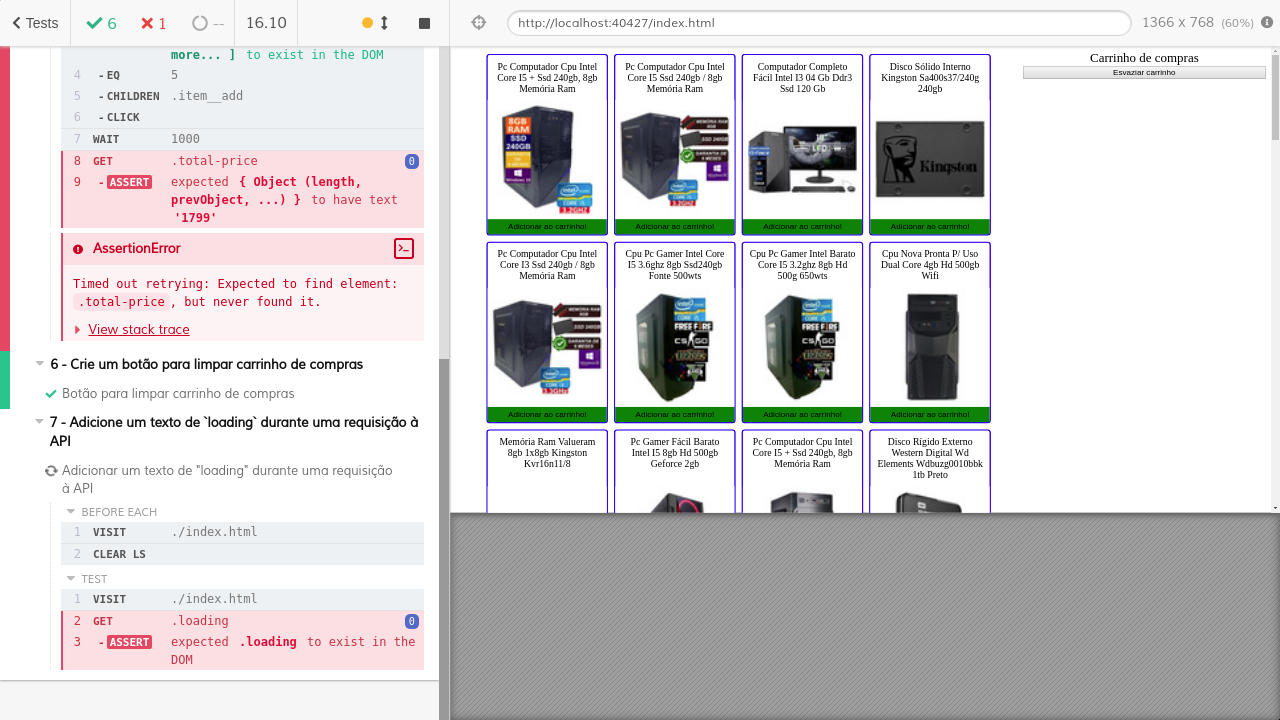 Tests
6
1
--
16.10
http://localhost:40427/index.html
1366 x 768 (60%)
more... ] to exist in the DOM
4 -EQ 5
5 -CHILDREN .item__add
6 -CLICK
7 WAIT 1000
8 GET .total-price 0
9 -ASSERT expected { Object (length,
prevObject, ...) } to have text
'1799'
AssertionError
Timed out retrying: Expected to find element:
.total-price, but never found it.
View stack trace
6 - Crie um botão para limpar carrinho de compras
Botão para limpar carrinho de compras
7 - Adicione um texto de `loading` durante uma requisição à
API
Adicionar um texto de "loading" durante uma requisição
à API
BEFORE EACH
1 VISIT ./index.html
2 CLEAR LS
TEST
1 VISIT ./index.html
2 GET .loading 0
3 -ASSERT expected .loading to exist in the
DOM
Pc Computador Cpu Intel
Core I5 + Ssd 240gb, 8gb
Memória Ram
8GB
RAM
SSD
240GB
Adicionar ao carrinho!
Pc Computador Cpu Intel
Core I5 Ssd 240gb / 8gb
Memória Ram
Adicionar ao carrinho!
Computador Completo
Fácil Intel I3 04 Gb Ddr3
Ssd 120 Gb
Adicionar ao carrinho!
Disco Sólido Interno
Kingston Sa400s37/240g
240gb
Kingston
Adicionar ao carrinho!
Carrinho de compras
Esvaziar carrinho
Pc Computador Cpu Intel
Core I3 Ssd 240gb / 8gb
Memória Ram
Adicionar ao carrinho!
Cpu Pc Gamer Intel Core
I5 3.6ghz 8gb Ssd240gb
Fonte 500wts
FREE FIRE
CS:GO
Adicionar ao carrinho!
Cpu Pc Gamer Intel Barato
Core I5 3.2ghz 8gb Hd
500g 650wts
FREE FIRE
CS:GO
Adicionar ao carrinho!
Cpu Nova Pronta P/ Uso
Dual Core 4gb Hd 500gb
Wifi
Adicionar ao carrinho!
Memória Ram Valueram
8gb 1x8gb Kingston
Kvr16n11/8
Pc Gamer Fácil Barato
Intel I5 8gb Hd 500gb
Geforce 2gb
Pc Computador Cpu Intel
Core I5 + Ssd 240gb, 8gb
Memória Ram
Disco Rígido Externo
Western Digital Wd
Elements Wdbuzg0010bbk
1tb Preto